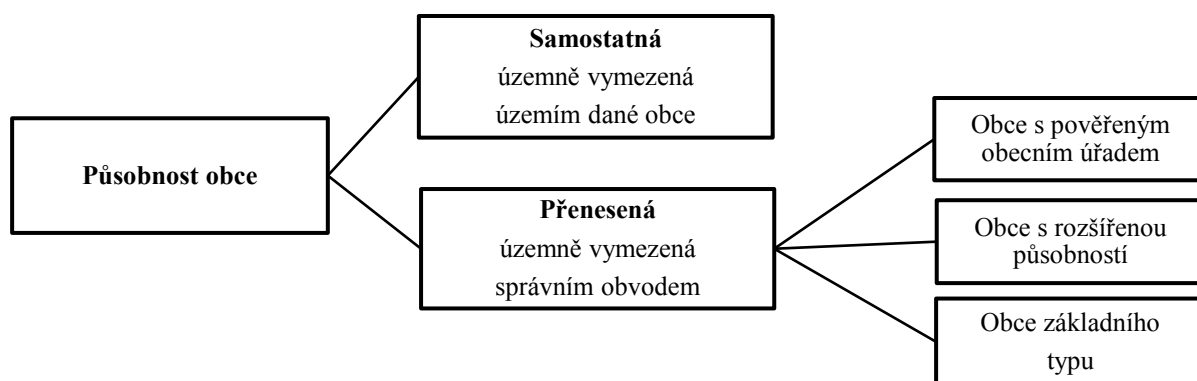 Samostatná
územně vymezená
územím dané obce
Působnost obce
Přenesená
územně vymezená
správním obvodem
Obce s pověřeným
obecním úřadem
Obce s rozšířenou
působností
Obce základního
typu